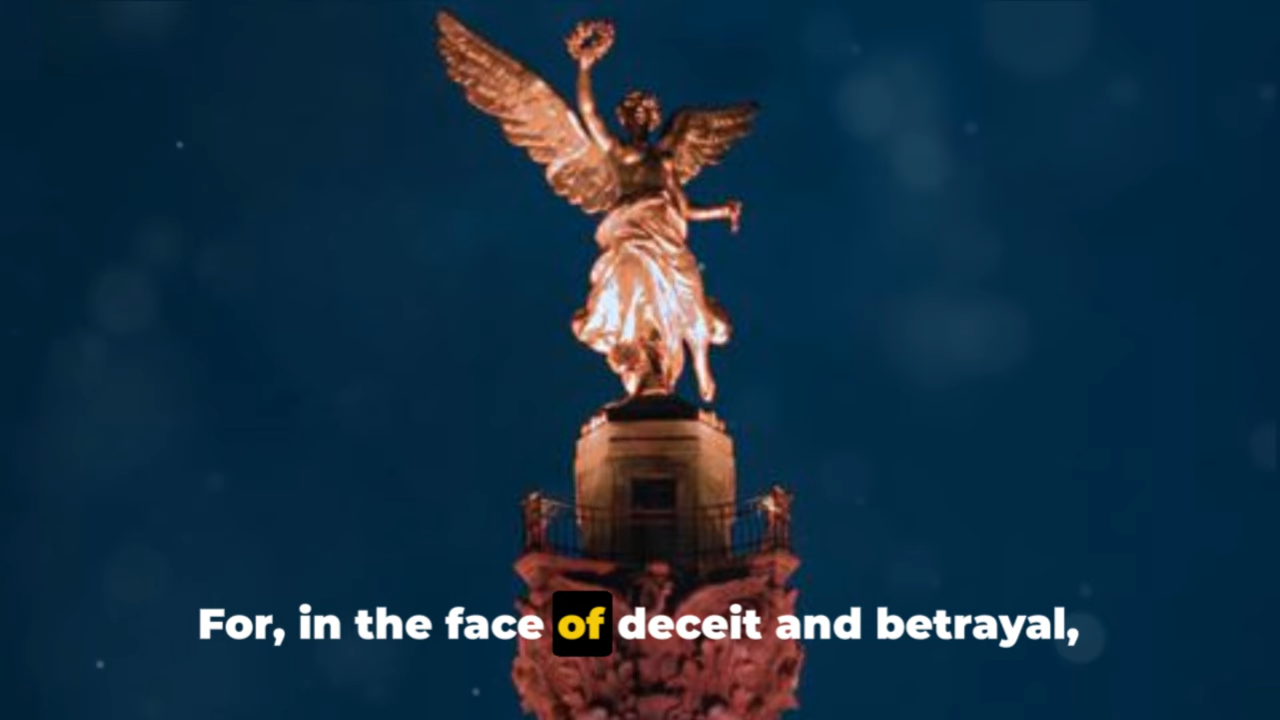 For, in the face of deceit and betrayal,